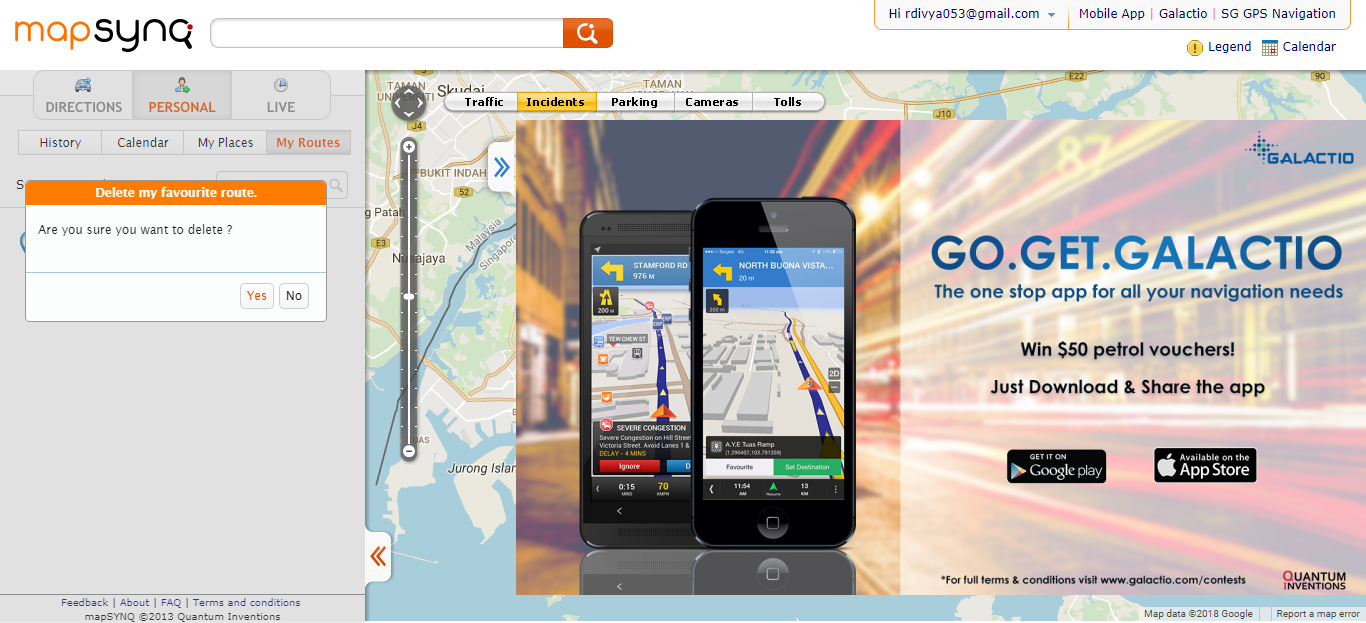 mapsynq
Hi rdivya053@gmail.com
Mobile App | Galactio | SG GPS Navigation
Legend
Calendar
DIRECTIONS
PERSONAL
LIVE
History
Calendar
My Places
My Routes
Delete my favourite route.
Are you sure you want to delete ?
Yes
No
Feedback | About | FAQ | Terms and conditions
mapSYNQ ©2013 Quantum Inventions
Traffic
Incidents
Parking
Cameras
Tolls
Skudai
TAMAN
TAMAN
E22
90
J4
J10
BUKIT INDAH
52
E3
Nusajaya
Malaysia
Singapore
UAS
Jurong Islan
GALACTIO
GO.GET.GALACTIO
The one stop app for all your navigation needs
Win $50 petrol vouchers!
Just Download & Share the app
GET IT ON
Google play
Available on the
App Store
*For full terms & conditions visit www.galactio.com/contests
QUANTUM
INVENTIONS
STAMFORD RD
976 M
200 M
ERP
ERP
TEW CHEW ST
SEVERE CONGESTION
Severe Congestion on Hill Street
Victoria Street. Avoid Lanes 1 &
DELAY - 4 MINS
Ignore
D
0:15
MINS
70
KMPH
11:38 am
NORTH BUONA VISTA...
20 m
350 m
2D
A.Y.E Tuas Ramp
(1.290407,103.791359)
Favourite
Set Destination
11:54
AM
Resume
13
KM
Map data ©2018 Google
Report a map error